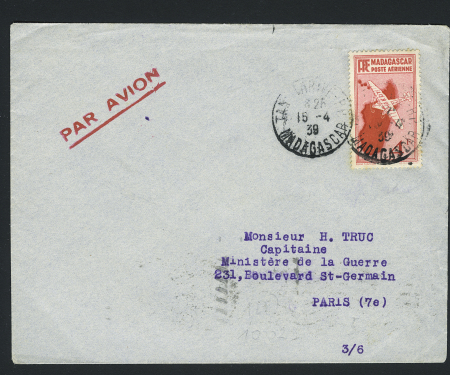 PAR AVION
MADAGASCAR
POSTE AÉRIENNE
15 -4
39
MADAGASCAR
Monsieur H. TRUC
Capitaine
Ministère de la Guerre
231,Boulevard St-Germain
PARIS (7e)
3/6